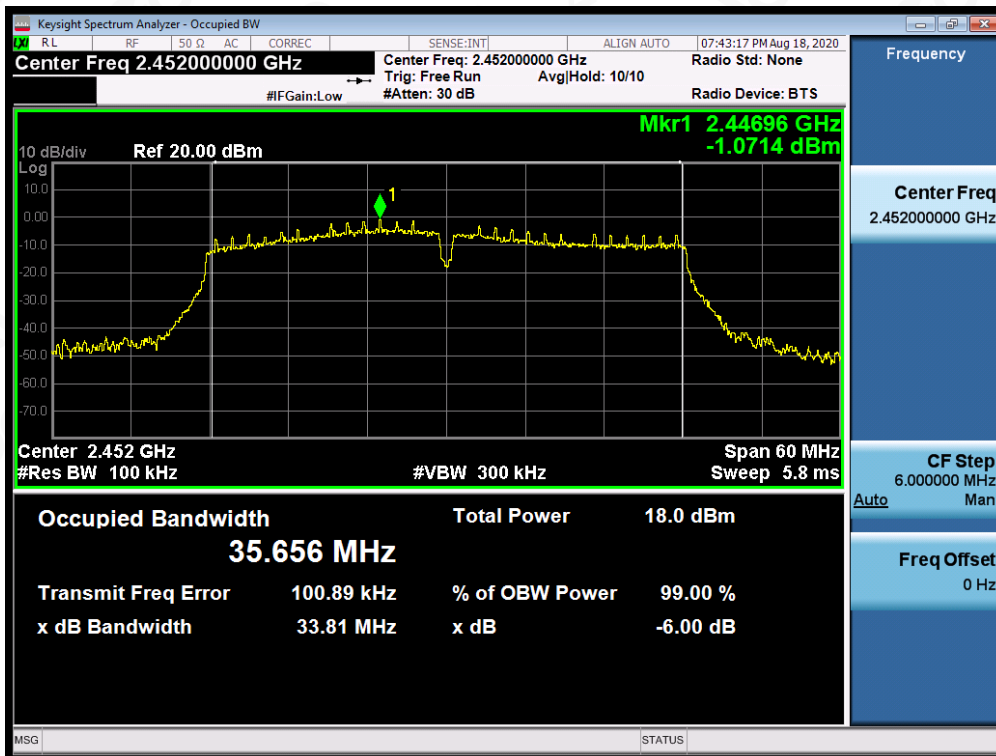 Keysight Spectrum Analyzer - Occupied BW
LXI RL RF 50 Ω AC CORREC SENSE:INT ALIGN AUTO 07:43:17 PM Aug 18, 2020
Center Freq 2.452000000 GHz
Center Freq: 2.452000000 GHz Radio Std: None
Trig: Free Run Avg|Hold: 10/10
#IFGain:Low #Atten: 30 dB Radio Device: BTS
Frequency
Mkr1 2.44696 GHz
-1.0714 dBm
10 dB/div Ref 20.00 dBm
Log
10.0
0.00
-10.0
-20.0
-30.0
-40.0
-50.0
-60.0
-70.0
1
Center 2.452 GHz Span 60 MHz
#Res BW 100 kHz #VBW 300 kHz Sweep 5.8 ms
Center Freq
2.452000000 GHz
CF Step
6.000000 MHz
Auto Man
Freq Offset
0 Hz
Occupied Bandwidth Total Power 18.0 dBm
35.656 MHz
Transmit Freq Error 100.89 kHz % of OBW Power 99.00 %
x dB Bandwidth 33.81 MHz x dB -6.00 dB
MSG STATUS